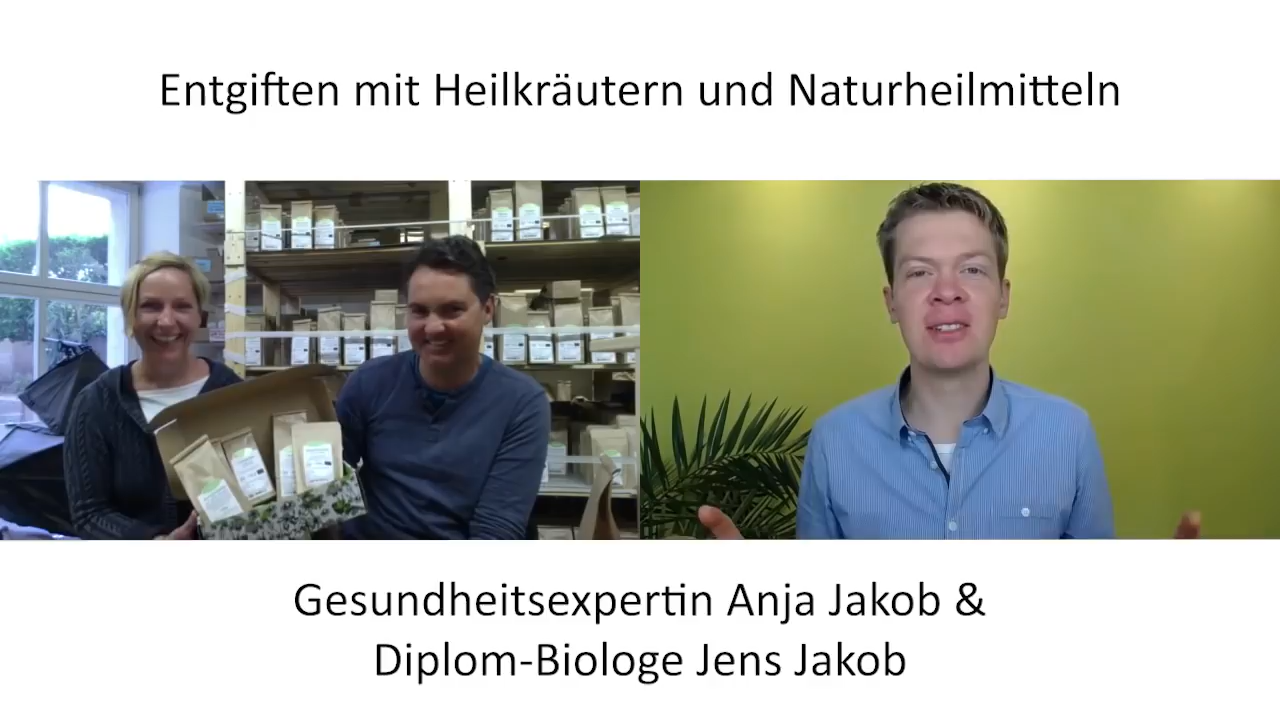 Entgiften mit Heilkräutern und Naturheilmitteln
Gesundheitsexpertin Anja Jakob &
Diplom-Biologe Jens Jakob